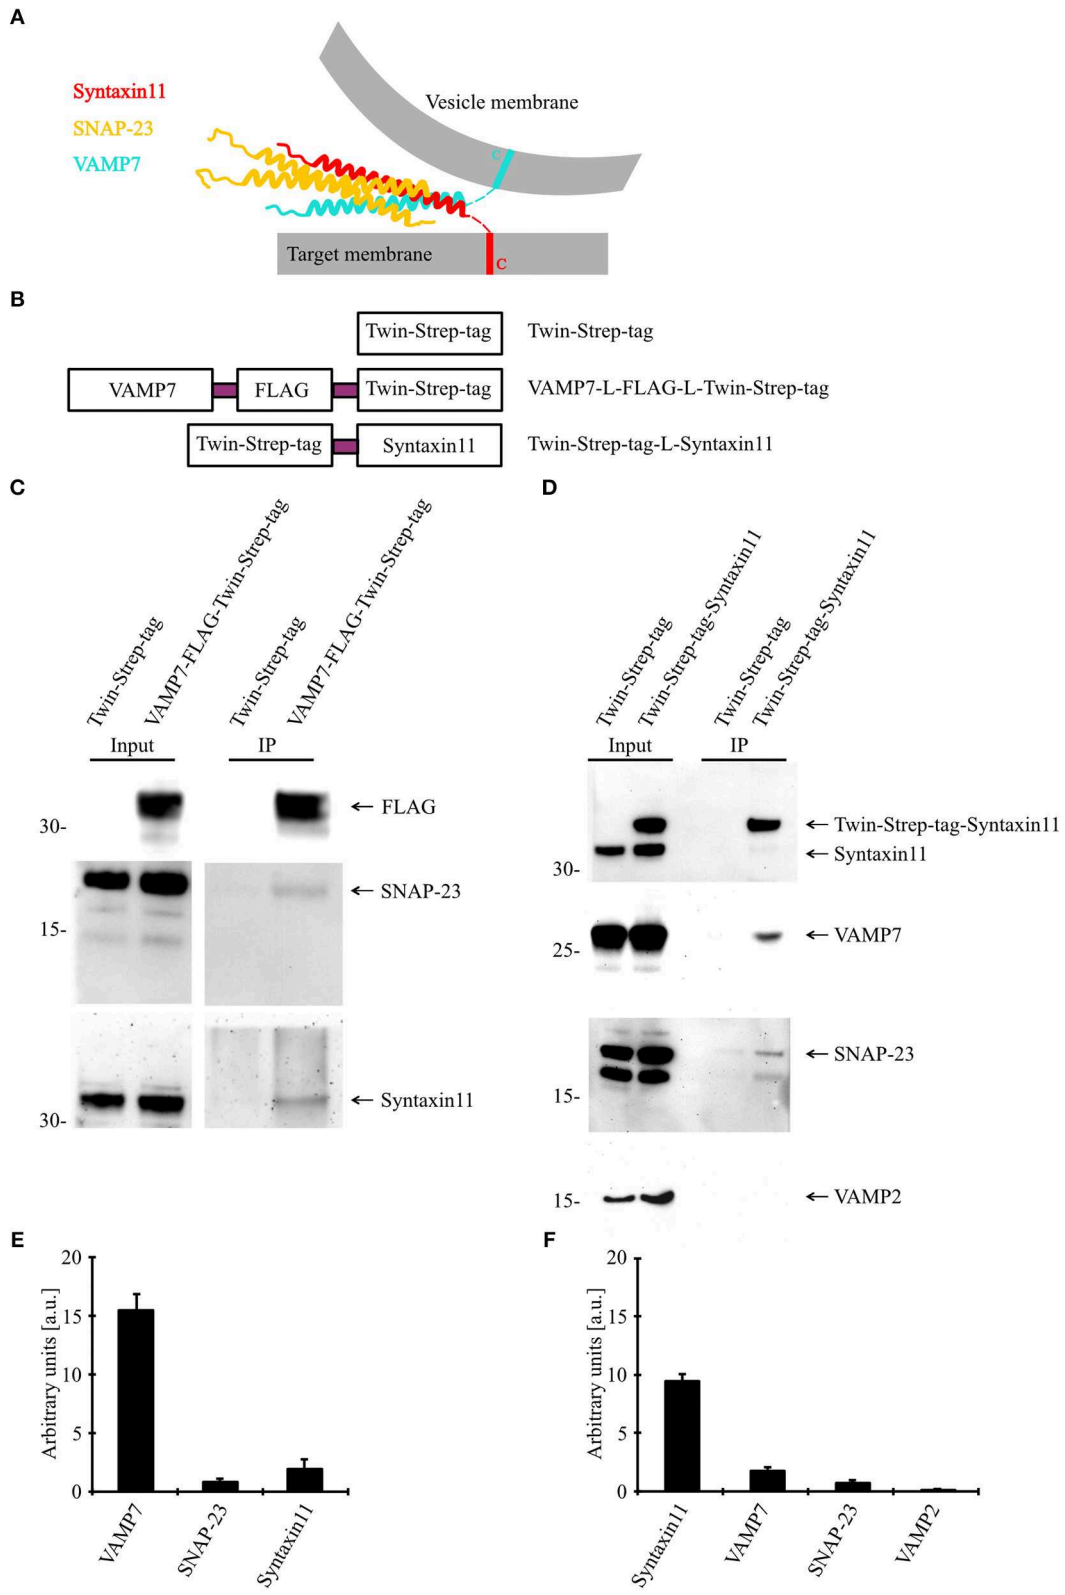 A
Syntaxin11
SNAP-23
VAMP7
Vesicle membrane
C
Target membrane
C
B
Twin-Strep-tag Twin-Strep-tag
VAMP7 FLAG Twin-Strep-tag VAMP7-L-FLAG-L-Twin-Strep-tag
Twin-Strep-tag Syntaxin11 Twin-Strep-tag-L-Syntaxin11
C
Twin-Strep-tag
VAMP7-FLAG-Twin-Strep-tag
Twin-Strep-tag
VAMP7-FLAG-Twin-Strep-tag
Input IP
30- ← FLAG
← SNAP-23
15-
← Syntaxin11
30-
D
Twin-Strep-tag
Twin-Strep-tag-Syntaxin11
Twin-Strep-tag
Twin-Strep-tag-Syntaxin11
Input IP
← Twin-Strep-tag-Syntaxin11
← Syntaxin11
30-
← VAMP7
25-
← SNAP-23
15-
15- ← VAMP2
E
Arbitrary units [a.u.]
20
15
10
5
0
VAMP7
SNAP-23
Syntaxin11
F
Arbitrary units [a.u.]
20
15
10
5
0
Syntaxin11
VAMP7
SNAP-23
VAMP2